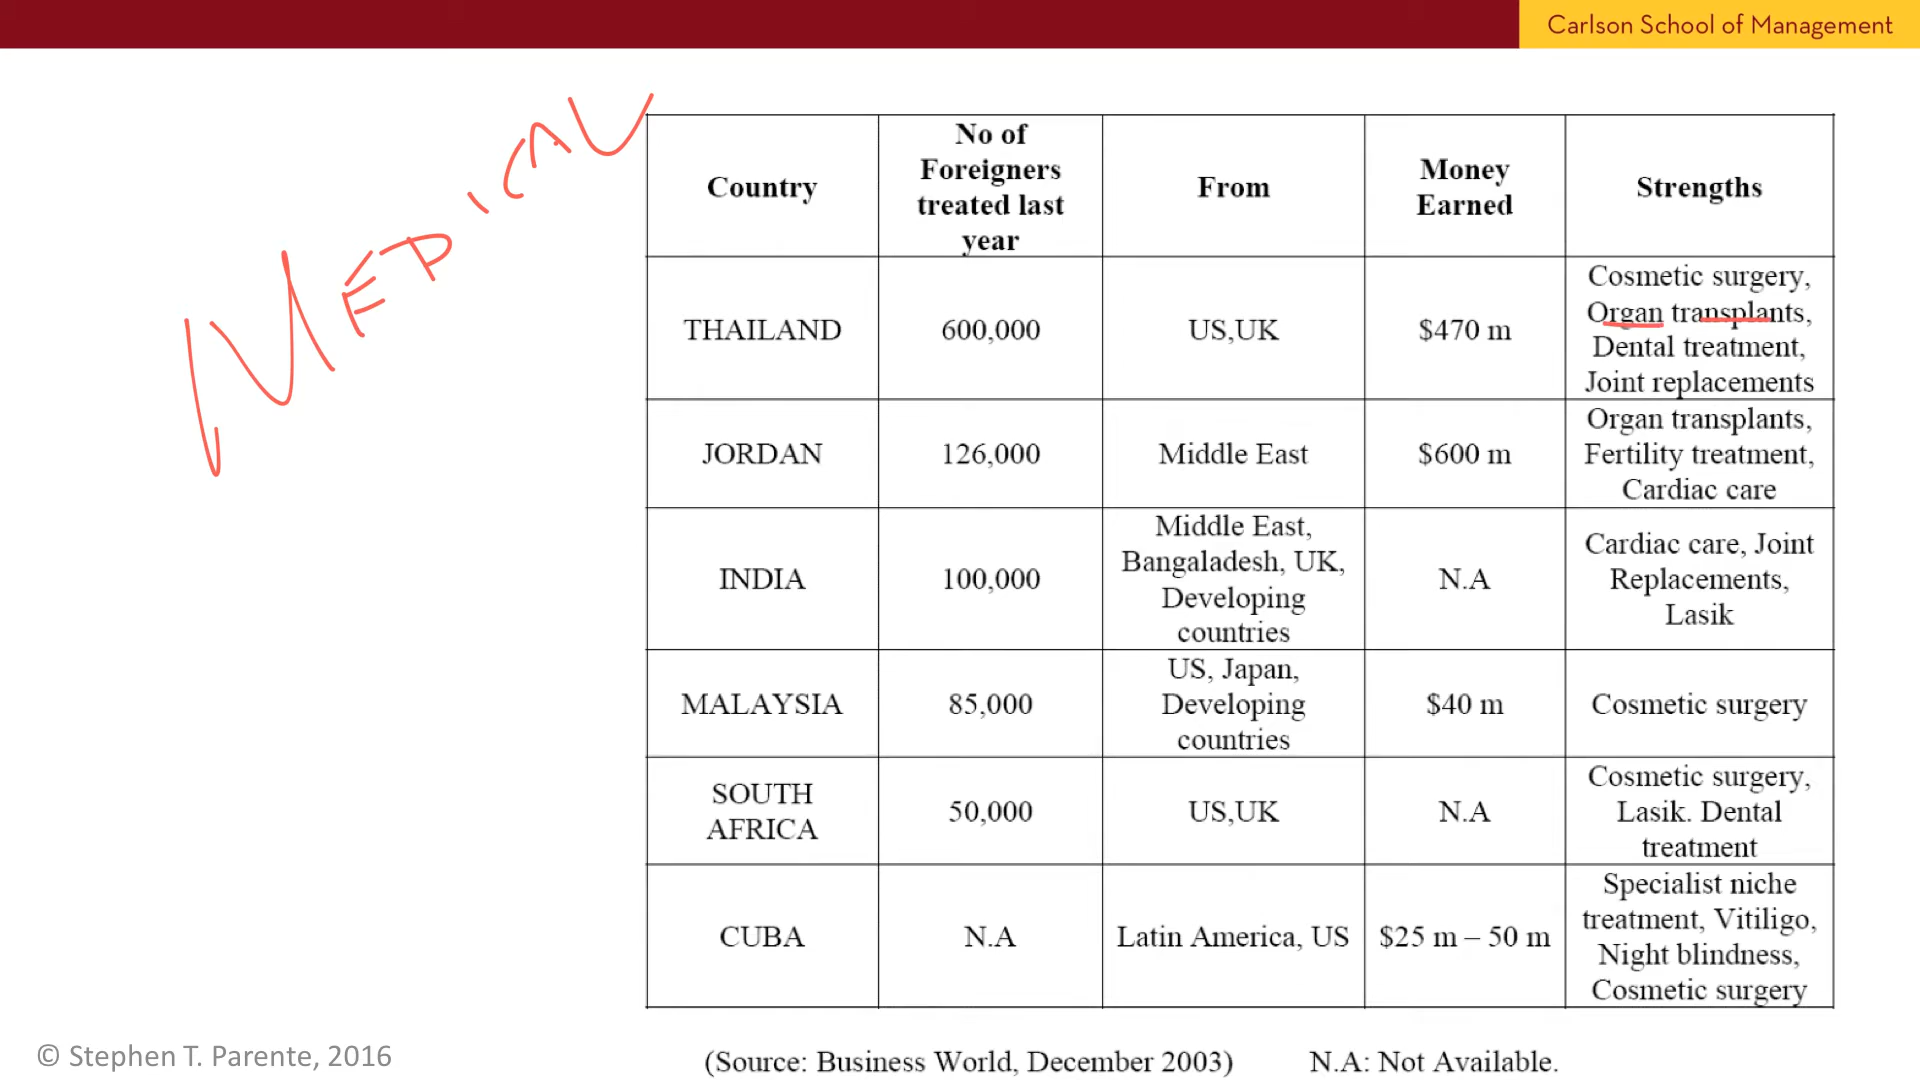 Carlson School of Management
MEDICAL
Country
No of
Foreigners
treated last
year
From
Money
Earned
Strengths
THAILAND
600,000
US,UK
$470 m
Cosmetic surgery,
Organ transplants,
Dental treatment,
Joint replacements
JORDAN
126,000
Middle East
$600 m
Organ transplants,
Fertility treatment,
Cardiac care
INDIA
100,000
Middle East,
Bangaladesh, UK,
Developing
countries
N.A
Cardiac care, Joint
Replacements,
Lasik
MALAYSIA
85,000
US, Japan,
Developing
countries
$40 m
Cosmetic surgery
SOUTH
AFRICA
50,000
US,UK
N.A
Cosmetic surgery,
Lasik. Dental
treatment
CUBA
N.A
Latin America, US
$25 m – 50 m
Specialist niche
treatment, Vitiligo,
Night blindness,
Cosmetic surgery
© Stephen T. Parente, 2016
(Source: Business World, December 2003) N.A: Not Available.